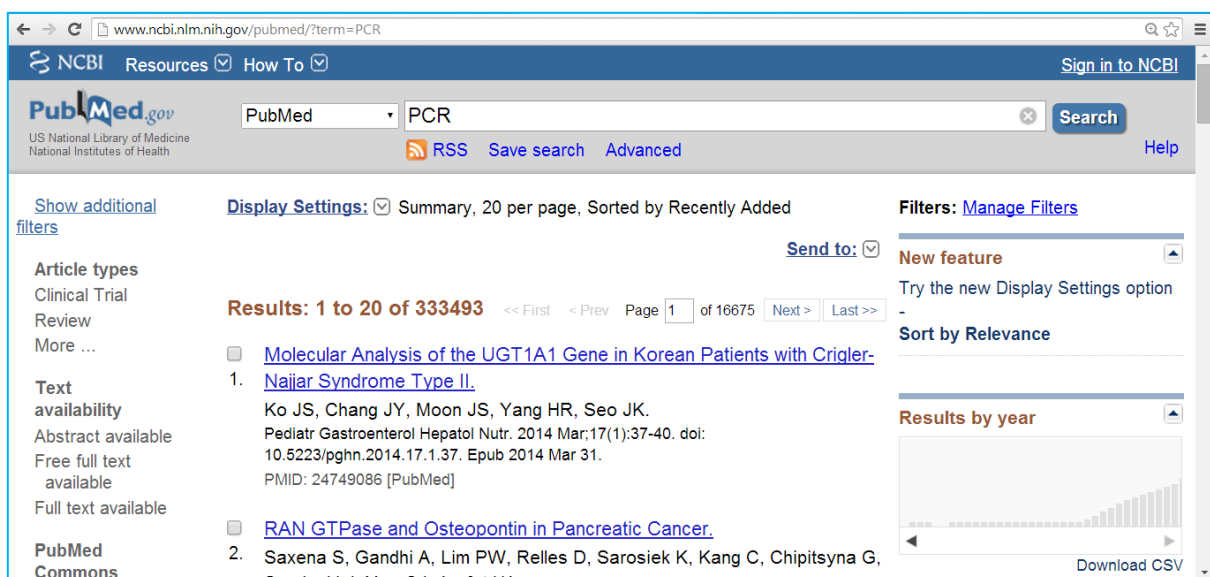 www.ncbi.nlm.nih.gov/pubmed/?term=PCR
NCBI Resources How To Sign in to NCBI
PubMed.gov
US National Library of Medicine
National Institutes of Health
PubMed PCR Search
RSS Save search Advanced Help
Show additional
filters
Article types
Clinical Trial
Review
More ...
Text
availability
Abstract available
Free full text
available
Full text available
PubMed
Commons
Display Settings: Summary, 20 per page, Sorted by Recently Added
Send to:
Results: 1 to 20 of 333493 << First < Prev Page 1 of 16675 Next > Last >>
1. Molecular Analysis of the UGT1A1 Gene in Korean Patients with Crigler-
Najjar Syndrome Type II.
Ko JS, Chang JY, Moon JS, Yang HR, Seo JK.
Pediatr Gastroenterol Hepatol Nutr. 2014 Mar;17(1):37-40. doi:
10.5223/pghn.2014.17.1.37. Epub 2014 Mar 31.
PMID: 24749086 [PubMed]
2. RAN GTPase and Osteopontin in Pancreatic Cancer.
Saxena S, Gandhi A, Lim PW, Relles D, Sarosiek K, Kang C, Chipitsyna G,
Filters: Manage Filters
New feature
Try the new Display Settings option
-
Sort by Relevance
Results by year
Download CSV